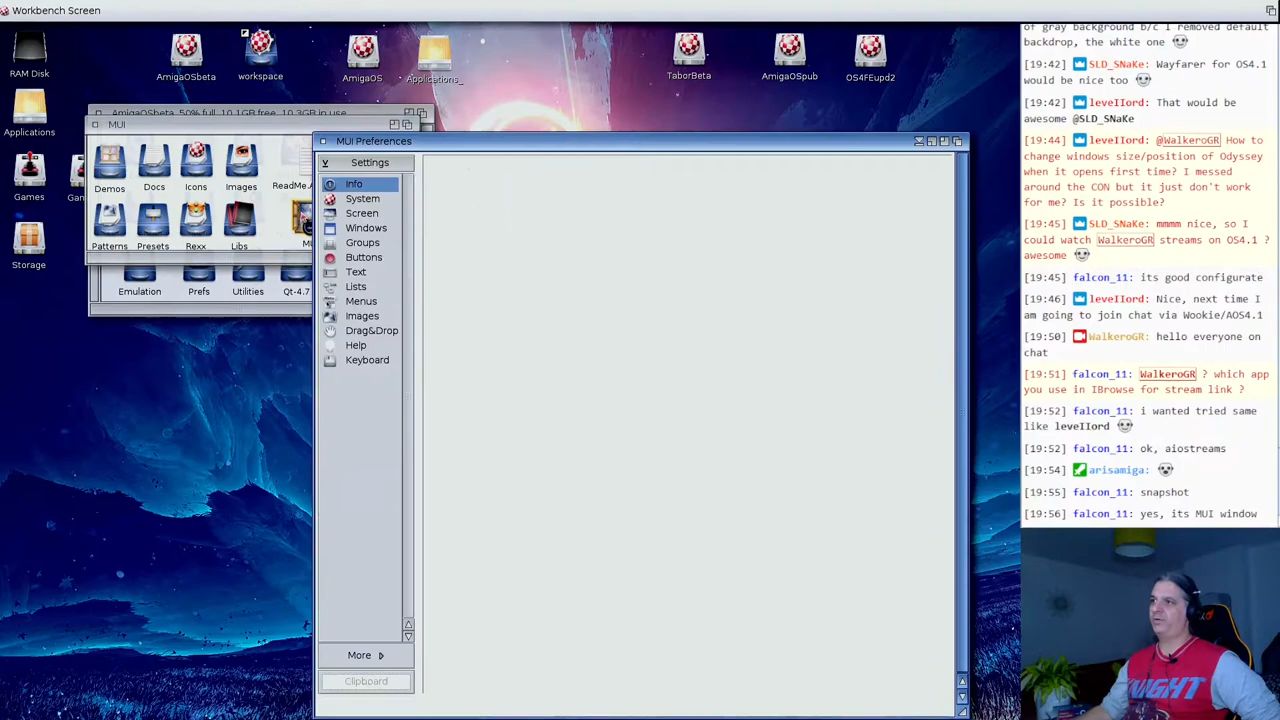 Workbench Screen
RAM Disk
AmigaOSbeta
workspace
AmigaOS
Applications_
TaborBeta
AmigaOSpub
OS4FEupd2
Applications
Games
Storage
AmigaOSbeta, 50% full, 10.1GB free, 10.3GB in use
MUI
Demos
Docs
Icons
Images
ReadMe.
Patterns
Presets
Rexx
Libs
Emulation
Prefs
Utilities
Qt-4.7
MUI Preferences
Settings
Info
System
Screen
Windows
Groups
Buttons
Text
Lists
Menus
Images
Drag&Drop
Help
Keyboard
More
Clipboard
of gray background b/c I removed default
backdrop, the white one
[19:42] SLD_SNaKe: Wayfarer for OS4.1
would be nice too
[19:42] leveIIord: That would be
awesome @SLD_SNaKe
[19:44] leveIIord: @WalkeroGR How to
change windows size/position of Odyssey
when it opens first time? I messed
around the CON but it just don't work
for me? Is it possible?
[19:45] SLD_SNaKe: mmmm nice, so I
could watch WalkeroGR streams on OS4.1 ?
awesome
[19:45] falcon_11: its good configurate
[19:46] leveIIord: Nice, next time I
am going to join chat via Wookie/AOS4.1
[19:50] WalkeroGR: hello everyone on
chat
[19:51] falcon_11: WalkeroGR ? which app
you use in IBrowse for stream link ?
[19:52] falcon_11: i wanted tried same
like leveIIord
[19:52] falcon_11: ok, aiostreams
[19:54] arisamiga:
[19:55] falcon_11: snapshot
[19:56] falcon_11: yes, its MUI window